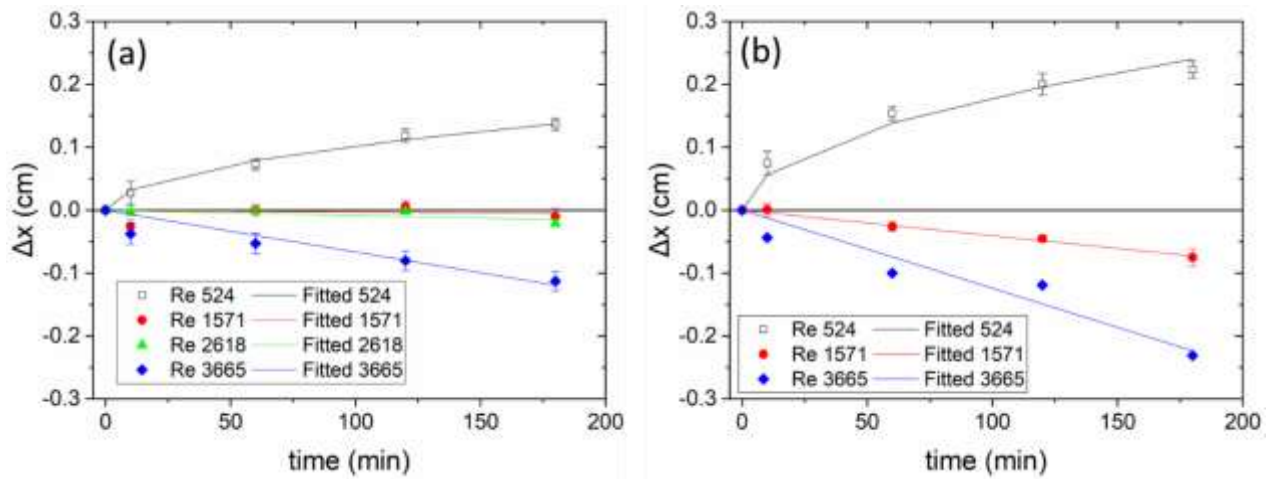 (a)
0.3
0.2
0.1
0.0
-0.1
-0.2
-0.3
Δx (cm)
Re 524 Fitted 524
Re 1571 Fitted 1571
Re 2618 Fitted 2618
Re 3665 Fitted 3665
0 50 100 150 200
time (min)
(b)
0.3
0.2
0.1
0.0
-0.1
-0.2
-0.3
Δx (cm)
Re 524 Fitted 524
Re 1571 Fitted 1571
Re 3665 Fitted 3665
0 50 100 150 200
time (min)